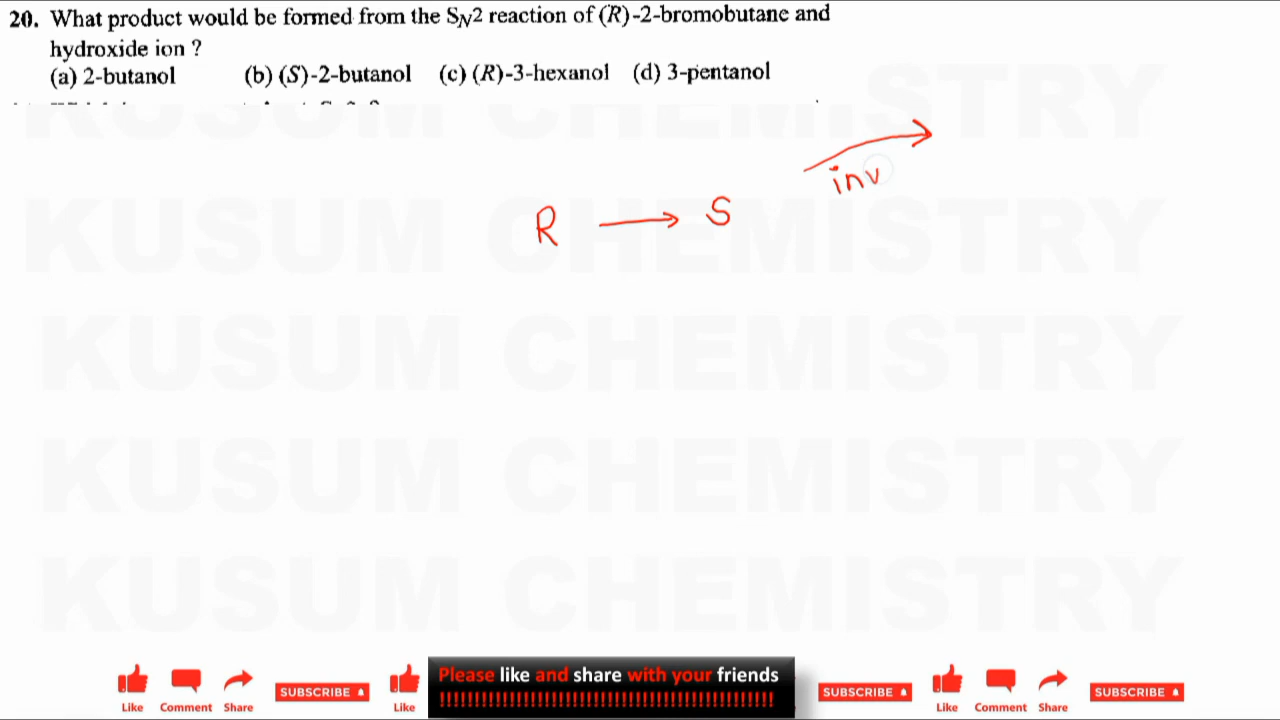 20. What product would be formed from the SN2 reaction of (R)-2-bromobutane and
hydroxide ion ?
(a) 2-butanol (b) (S)-2-butanol (c) (R)-3-hexanol (d) 3-pentanol
KUSUM CHEMISTRY
inv
R → S
KUSUM CHEMISTRY
KUSUM CHEMISTRY
KUSUM CHEMISTRY
KUSUM CHEMISTRY
Please like and share with your friends
!!!!!!!!!!!!!!!!!!!!!!!!!!!!!!!!!!!!!!!!!!!!!!!!
Like Comment Share SUBSCRIBE Like SUBSCRIBE Like Comment Share SUBSCRIBE